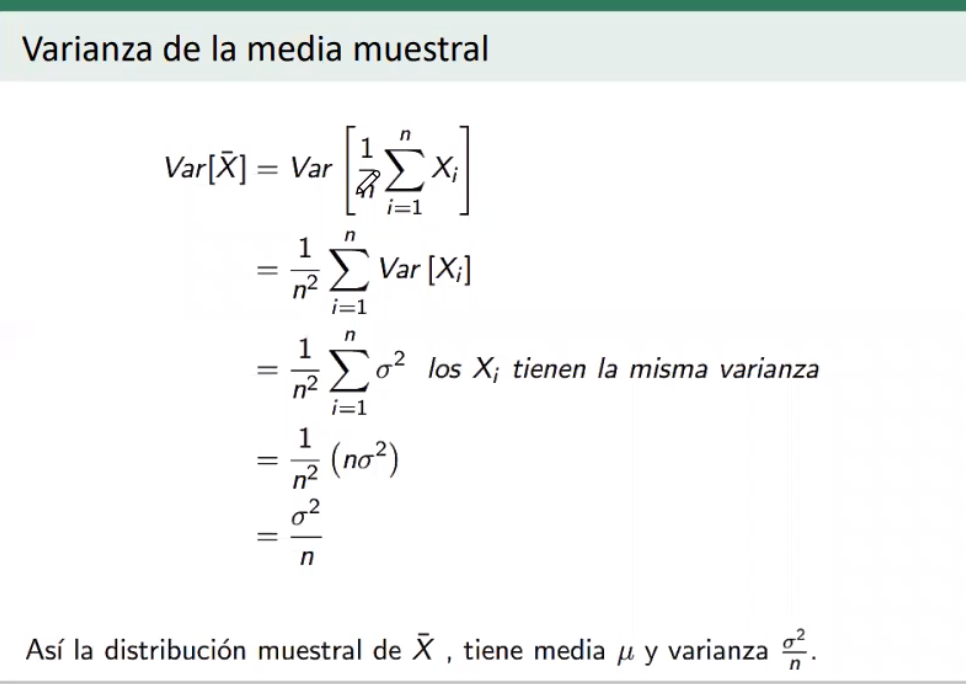 Varianza de la media muestral
Var[X̄] = Var [ 1/n ∑_{i=1}^{n} X_i ]
= 1/n² ∑_{i=1}^{n} Var [X_i]
= 1/n² ∑_{i=1}^{n} σ² los X_i tienen la misma varianza
= 1/n² (nσ²)
= σ²/n
Así la distribución muestral de X̄ , tiene media μ y varianza σ²/n.